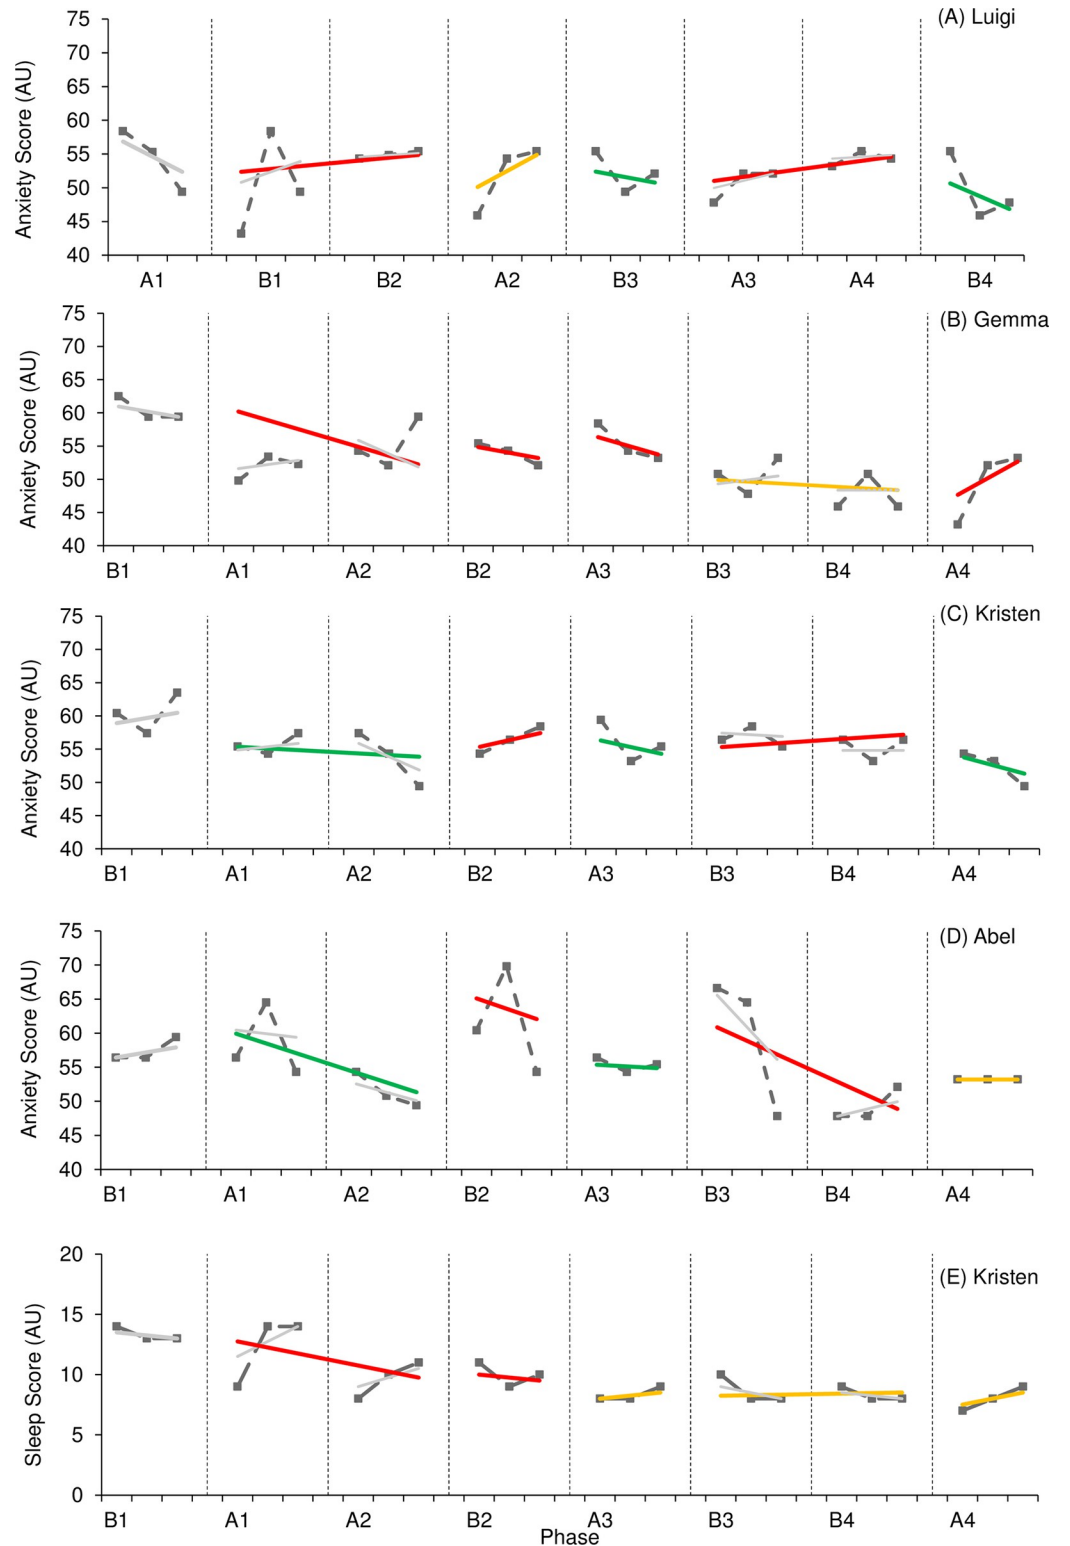 (A) Luigi
Anxiety Score (AU)
75
70
65
60
55
50
45
40
A1 B1 B2 A2 B3 A3 A4 B4
(B) Gemma
Anxiety Score (AU)
75
70
65
60
55
50
45
40
B1 A1 A2 B2 A3 B3 B4 A4
(C) Kristen
Anxiety Score (AU)
75
70
65
60
55
50
45
40
B1 A1 A2 B2 A3 B3 B4 A4
(D) Abel
Anxiety Score (AU)
75
70
65
60
55
50
45
40
B1 A1 A2 B2 A3 B3 B4 A4
(E) Kristen
Sleep Score (AU)
20
15
10
5
0
B1 A1 A2 B2 A3 B3 B4 A4
Phase